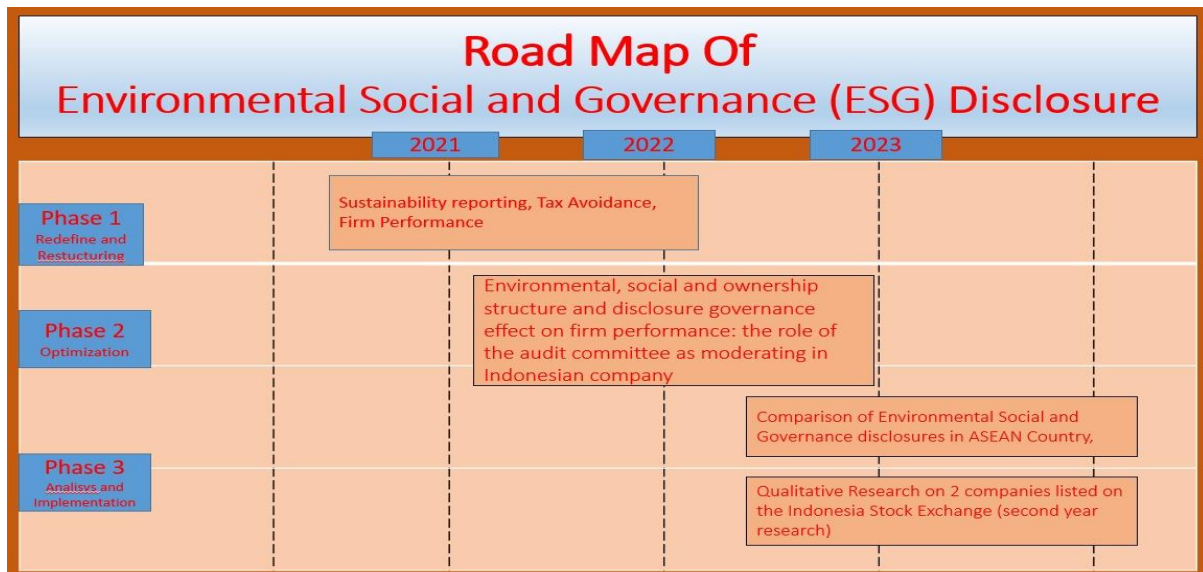 Road Map Of
Environmental Social and Governance (ESG) Disclosure
2021
2022
2023
Phase 1
Redefine and
Restucturing
Sustainability reporting, Tax Avoidance,
Firm Performance
Phase 2
Optimization
Environmental, social and ownership
structure and disclosure governance
effect on firm performance: the role of
the audit committee as moderating in
Indonesian company
Phase 3
Analisys and
Implementation
Comparison of Environmental Social and
Governance disclosures in ASEAN Country,
Qualitative Research on 2 companies listed on
the Indonesia Stock Exchange (second year
research)